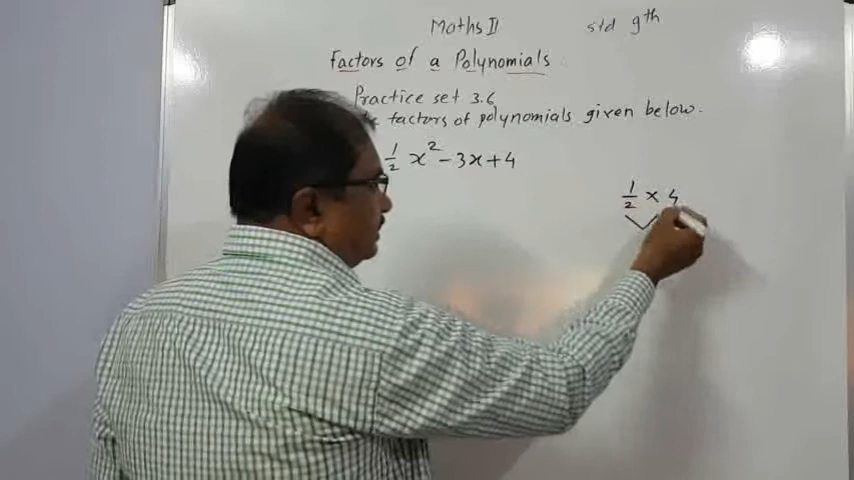 Maths II std 9th
Factors of a Polynomials
Practice set 3.6
factors of polynomials given below.
1/2 x² - 3x + 4
1/2 × 4